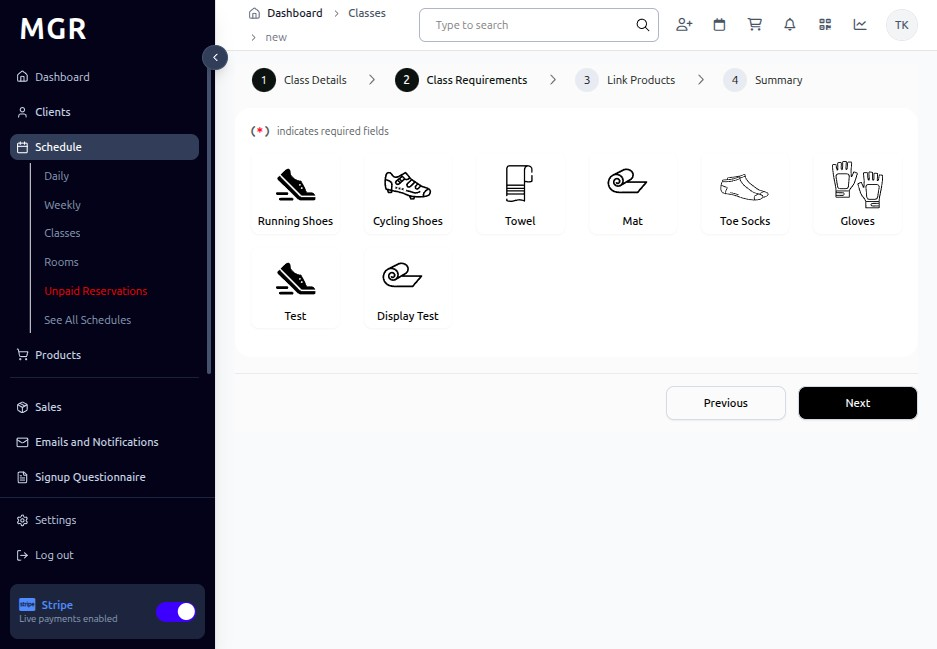 MGR
Dashboard
Clients
Schedule
Daily
Weekly
Classes
Rooms
Unpaid Reservations
See All Schedules
Products
Sales
Emails and Notifications
Signup Questionnaire
Settings
Log out
stripe Stripe
Live payments enabled
Dashboard > Classes
> new
Type to search
TK
1 Class Details > 2 Class Requirements > 3 Link Products > 4 Summary
(*) indicates required fields
Running Shoes Cycling Shoes Towel Mat Toe Socks Gloves
Test Display Test
Previous Next